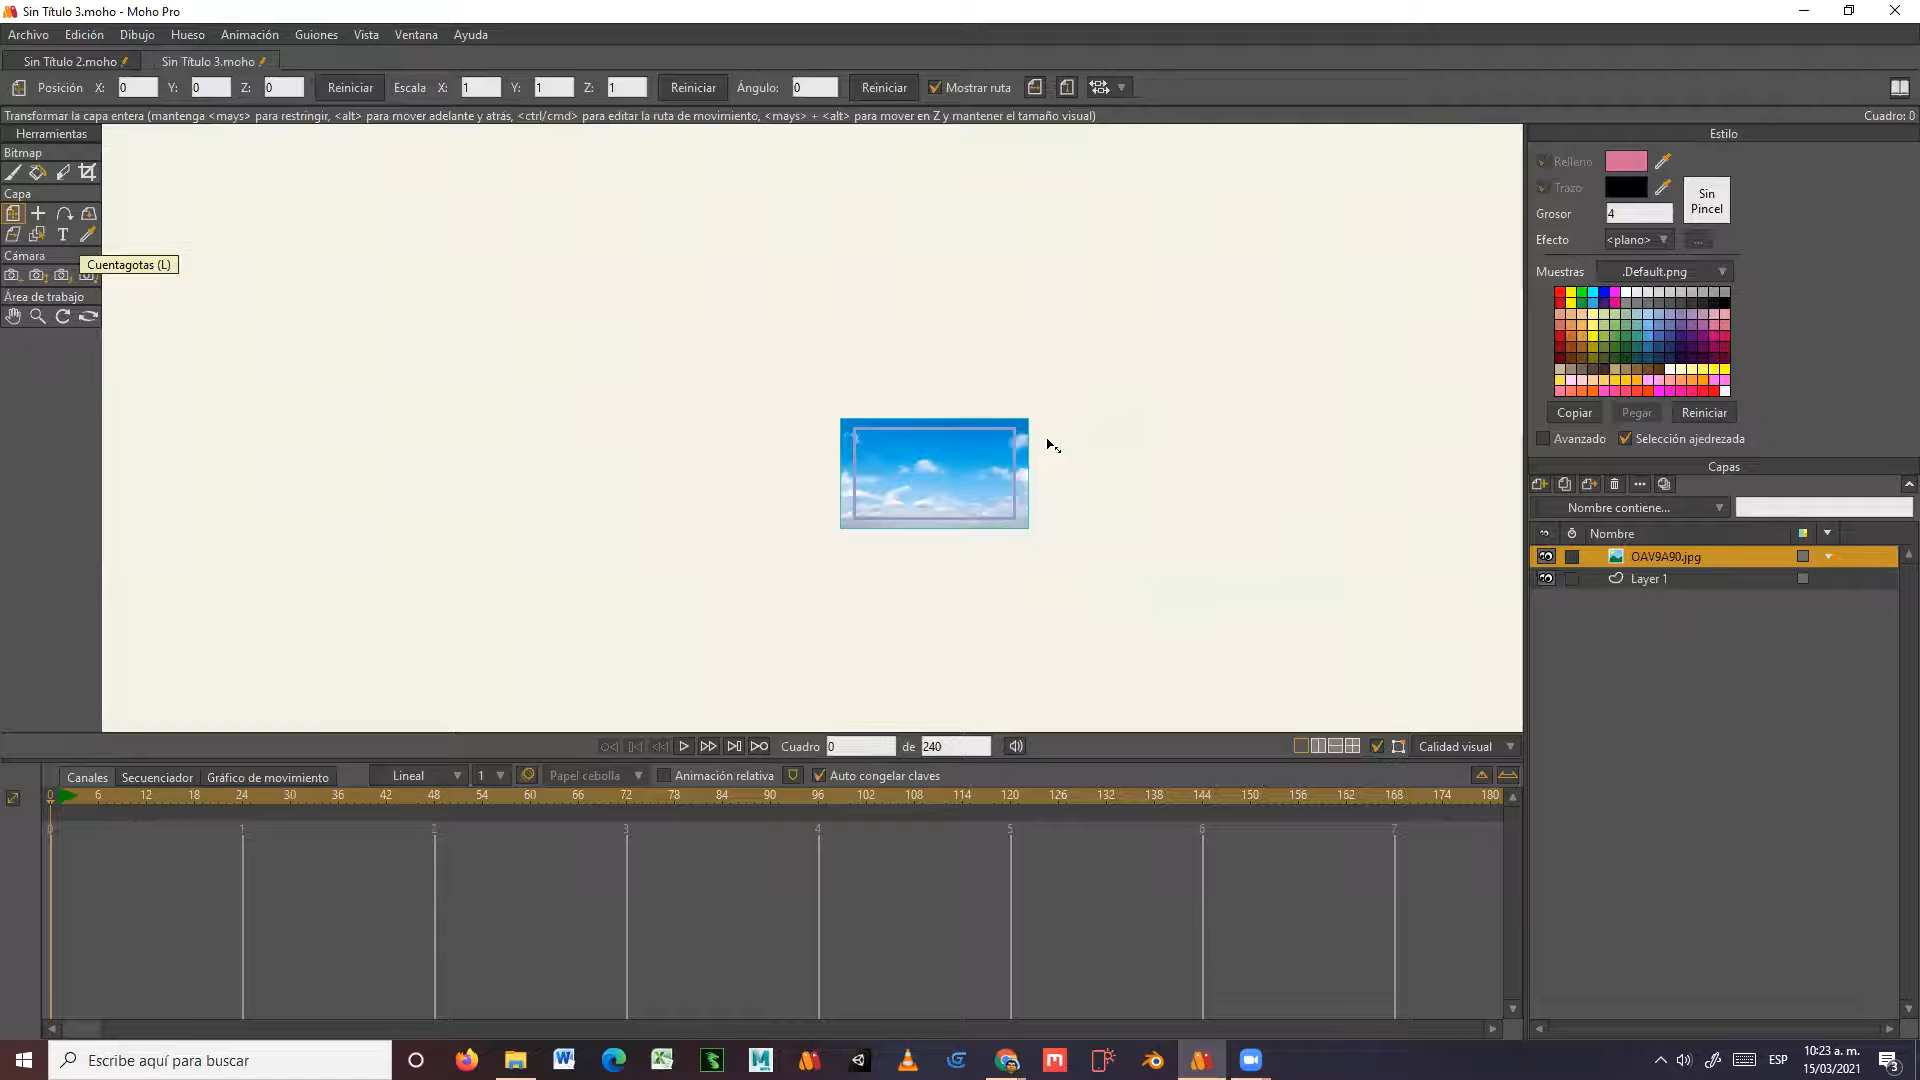 Sin Título 3.moho - Moho Pro
Archivo Edición Dibujo Hueso Animación Guiones Vista Ventana Ayuda
Sin Título 2.moho Sin Título 3.moho
Posición X: 0 Y: 0 Z: 0 Reiniciar Escala X: 1 Y: 1 Z: 1 Reiniciar Ángulo: 0 Reiniciar Mostrar ruta
Transformar la capa entera (mantenga <mays> para restringir, <alt> para mover adelante y atrás, <ctrl/cmd> para editar la ruta de movimiento, <mays> + <alt> para mover en Z y mantener el tamaño visual) Cuadro: 0
Herramientas
Bitmap
Capa
T
Cámara
Cuentagotas (L)
Área de trabajo
Estilo
Relleno
Trazo
Sin
Pincel
Grosor 4
Efecto <plano> ...
Muestras .Default.png
Copiar Pegar Reiniciar
Avanzado Selección ajedrezada
Capas
Nombre contiene...
Nombre
OAV9A90.jpg
Layer 1
Cuadro 0 de 240 Calidad visual
Canales Secuenciador Gráfico de movimiento Lineal 1 Papel cebolla Animación relativa Auto congelar claves
0 6 12 18 24 30 36 42 48 54 60 66 72 78 84 90 96 102 108 114 120 126 132 138 144 150 156 162 168 174 180
0 1 2 3 4 5 6 7
Escribe aquí para buscar
ESP
10:23 a. m.
15/03/2021
3